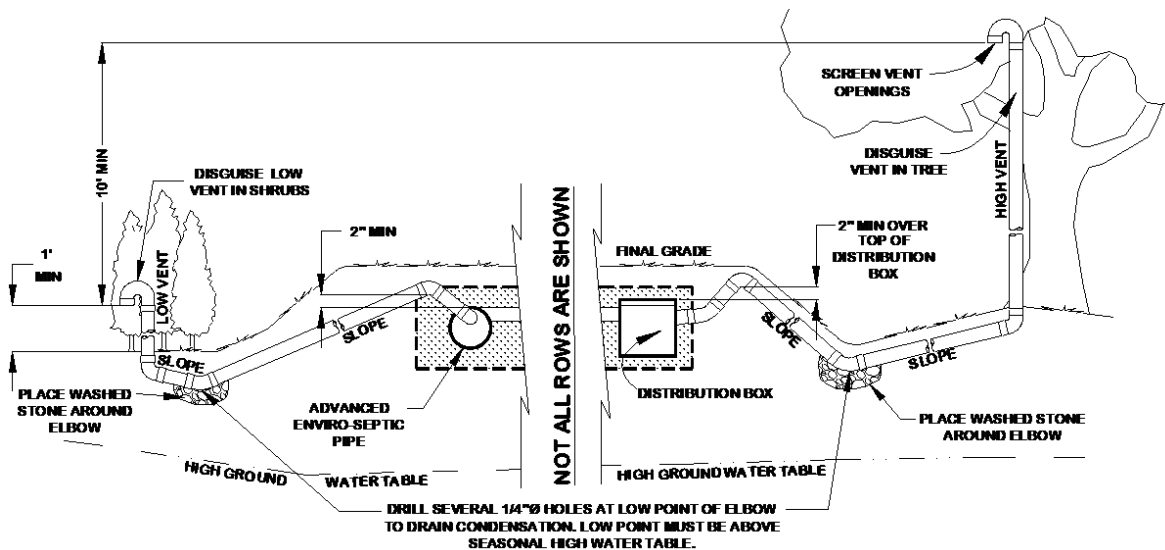 SCREEN VENT
OPENINGS
10' MIN
DISGUISE LOW
VENT IN SHRUBS
DISGUISE
VENT IN TREE
HIGH VENT
1'
MIN
LOW VENT
2" MIN
NOT ALL ROWS ARE SHOWN
FINAL GRADE
2" MIN OVER
TOP OF
DISTRIBUTION
BOX
SLOPE
SLOPE
SLOPE
SLOPE
PLACE WASHED
STONE AROUND
ELBOW
ADVANCED
ENVIRO-SEPTIC
PIPE
DISTRIBUTION BOX
PLACE WASHED STONE
AROUND ELBOW
HIGH GROUND WATER TABLE
HIGH GROUND WATER TABLE
DRILL SEVERAL 1/4"Ø HOLES AT LOW POINT OF ELBOW
TO DRAIN CONDENSATION. LOW POINT MUST BE ABOVE
SEASONAL HIGH WATER TABLE.